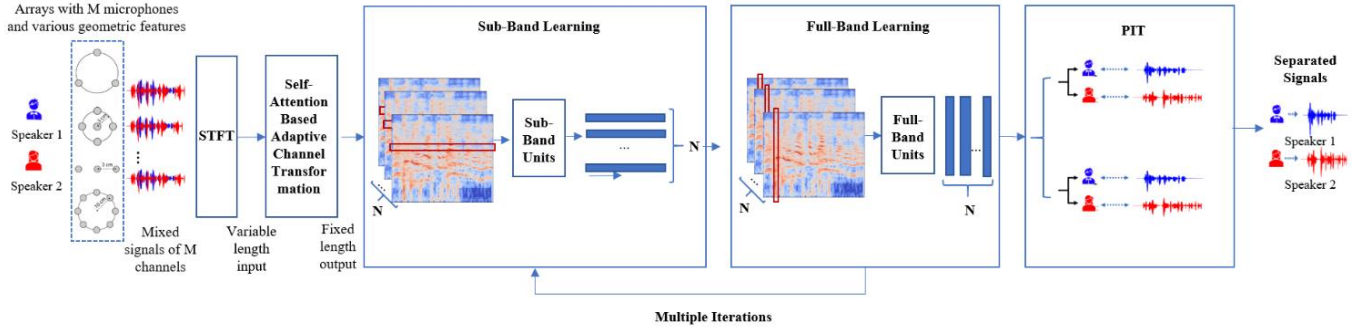 Arrays with M microphones
and various geometric features
Speaker 1
Speaker 2
3 cm
Mixed
signals of M
channels
STFT
Variable
length
input
Self-
Attention
Based
Adaptive
Channel
Transfor
mation
Fixed
length
output
Sub-Band Learning
N
Sub-
Band
Units
...
N
Full-Band Learning
N
Full-
Band
Units
...
N
Multiple Iterations
PIT
Separated
Signals
Speaker 1
Speaker 2